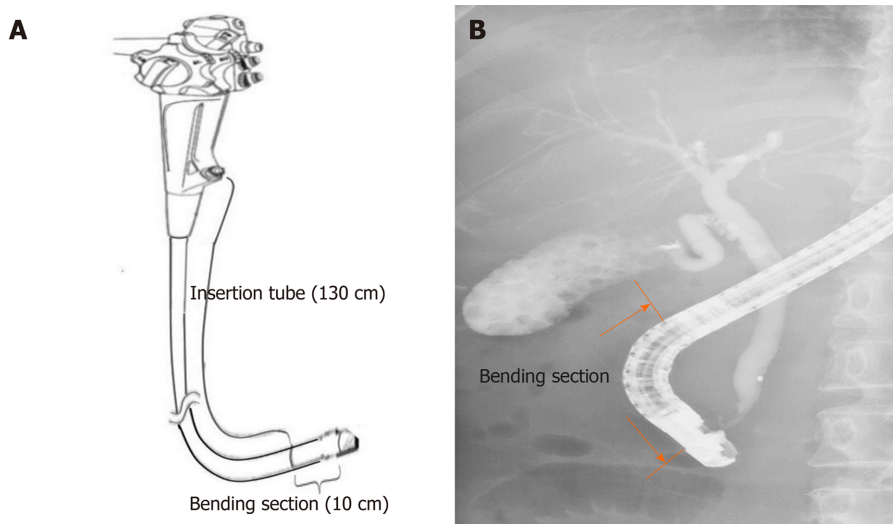 A
B
Insertion tube (130 cm)
Bending section
Bending section (10 cm)